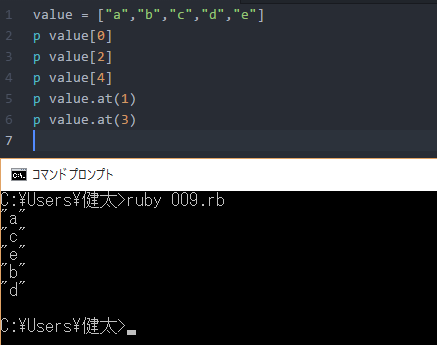 1 value = ["a","b","c","d","e"]
2 p value[0]
3 p value[2]
4 p value[4]
5 p value.at(1)
6 p value.at(3)
7
C:\. コマンドプロンプト
C:¥Users¥健太>ruby 009.rb
"a"
"c"
"e"
"b"
"d"
C:¥Users¥健太>_